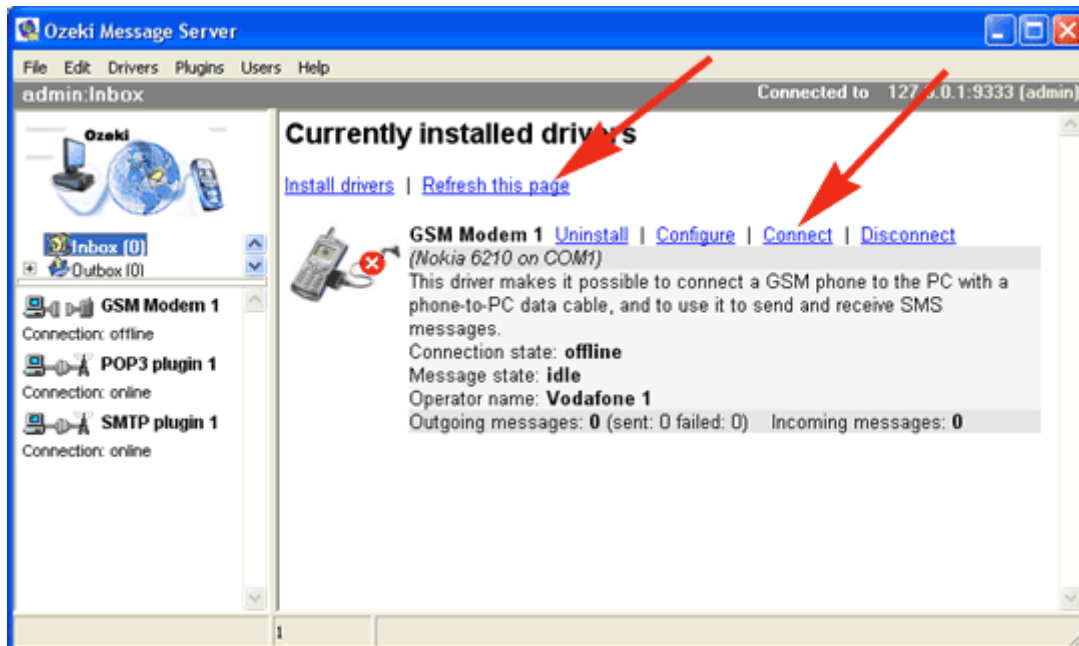 Ozeki Message Server
File Edit Drivers Plugins Users Help
admin:Inbox
Connected to 127.0.0.1:9333 (admin)
Ozeki
Inbox (0)
Outbox (0)
GSM Modem 1
Connection: offline
POP3 plugin 1
Connection: online
SMTP plugin 1
Connection: online
Currently installed drivers
Install drivers | Refresh this page
GSM Modem 1 Uninstall | Configure | Connect | Disconnect
(Nokia 6210 on COM1)
This driver makes it possible to connect a GSM phone to the PC with a
phone-to-PC data cable, and to use it to send and receive SMS
messages.
Connection state: offline
Message state: idle
Operator name: Vodafone 1
Outgoing messages: 0 (sent: 0 failed: 0) Incoming messages: 0
1